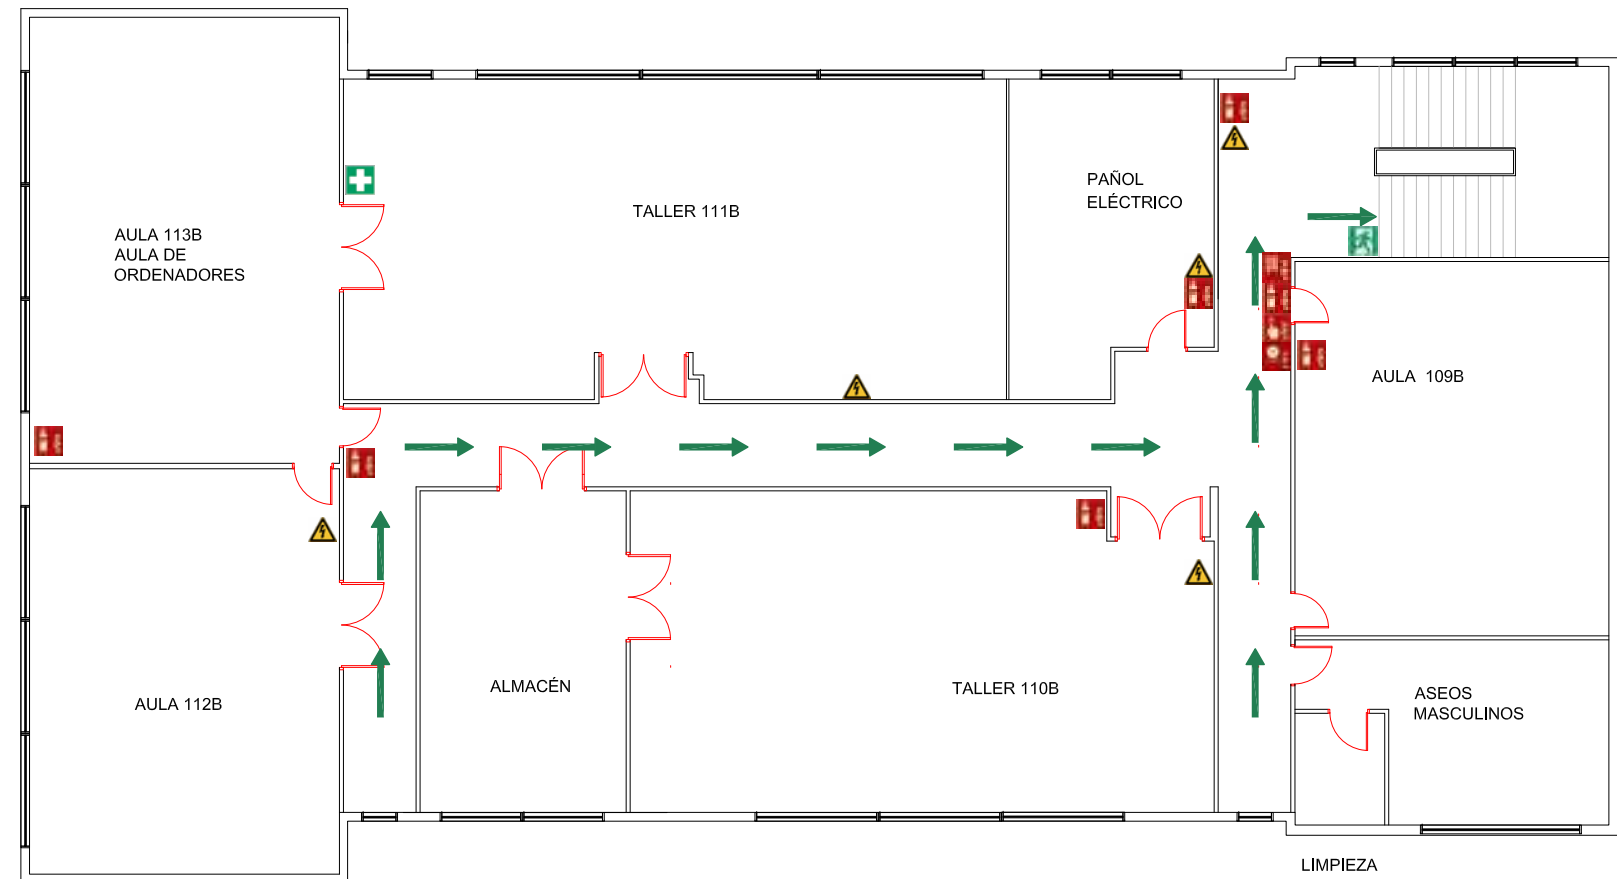 PAÑOL
ELÉCTRICO
TALLER 111B
AULA 113B
AULA DE
ORDENADORES
AULA 109B
ALMACÉN
TALLER 110B
AULA 112B
ASEOS
MASCULINOS
LIMPIEZA